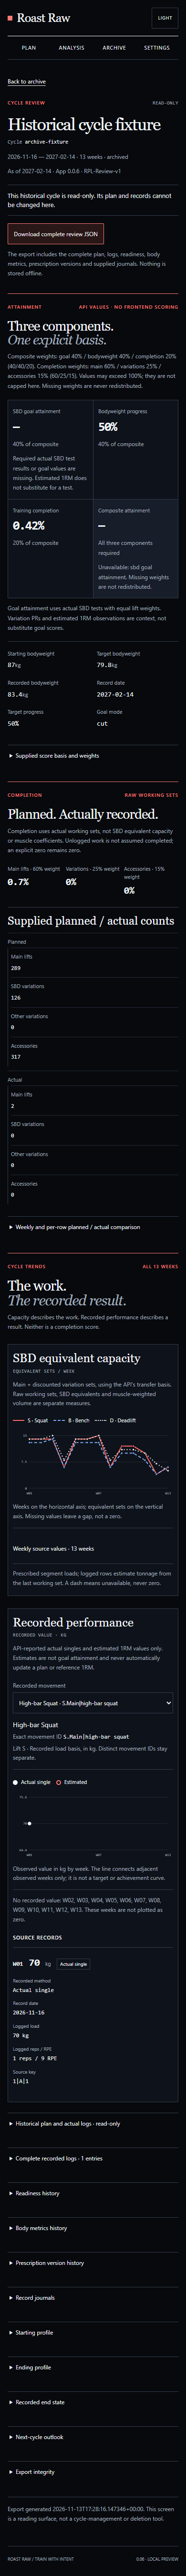 Roast Raw
LIGHT
PLAN
ANALYSIS
ARCHIVE
SETTINGS
Back to archive
CYCLE REVIEW
READ-ONLY
Historical cycle fixture
Cycle archive-fixture
2026-11-16 — 2027-02-14 · 13 weeks · archived
As of 2027-02-14 · App 0.0.6 · RPL-Review-v1
This historical cycle is read-only. Its plan and records cannot
be changed here.
Download complete review JSON
The export includes the complete plan, logs, readiness, body
metrics, prescription versions and supplied journals. Nothing is
stored offline.
ATTAINMENT
API VALUES · NO FRONTEND SCORING
Three components.
One explicit basis.
Composite weights: goal 40% / bodyweight 40% / completion 20%
(40/40/20). Completion weights: main 60% / variations 25% /
accessories 15% (60/25/15). Values may exceed 100%; they are not
capped here. Missing weights are never redistributed.
SBD goal attainment
—
40% of composite
Required actual SBD test
results or goal values are
missing. Estimated 1RM does
not substitute for a test.
Bodyweight progress
50%
40% of composite
Training completion
0.42%
20% of composite
Composite attainment
—
All three components
required
Unavailable: sbd goal
attainment. Missing weights
are not redistributed.
Goal attainment uses actual SBD tests with equal lift weights.
Variation PRs and estimated 1RM observations are context, not
substitute goal scores.
Starting bodyweight
87kg
Target bodyweight
79.8kg
Recorded bodyweight
83.4kg
Record date
2027-02-14
Target progress
50%
Goal mode
cut
Supplied score basis and weights
COMPLETION
RAW WORKING SETS
Planned. Actually recorded.
Completion uses actual working sets, not SBD equivalent capacity
or muscle volume. Unlogged work is not promoted to completion;
an explicit zero remains zero.
Main lifts · 60% weight
0.7%
Variations · 25% weight
0%
Accessories · 15%
weight
0%
Supplied planned / actual counts
Planned
Main lifts
289
SBD variations
126
Other variations
0
Accessories
317
Actual
Main lifts
2
SBD variations
0
Other variations
0
Accessories
0
Weekly and per-row planned / actual comparison
CYCLE TRENDS
ALL 13 WEEKS
The work.
The recorded result.
Capacity describes the work. Recorded performance describes the
result. Neither is a completion score.
SBD equivalent capacity
EQUIVALENT SETS / WEEK
Main + discounted variation sets, using the API's transfer basis.
Raw working sets, SBD equivalents and muscle-weighted
volume are separate measures.
S - Squat
B - Bench
D - Deadlift
0
W01
W07
W13
Weeks on the horizontal axis; equivalent sets on the vertical
axis. Missing values leave a gap, not a zero.
Weekly source values · 13 weeks
Prescribed segment loads; logged rows estimate tonnage from
the last working set. A dash means unavailable, never zero.
Recorded performance
RECORDED VALUE · KG
API-reported actual singles and estimated 1RM values only.
Estimates are not goal attainment and never automatically
update a plan or reference 1RM.
Recorded movement
High-bar Squat · S.Main|high-bar squat
High-bar Squat
Exact movement ID S.Main|high-bar squat
Lift S · Recorded load basis, in kg. Distinct movement IDs stay
separate.
Actual single
Estimated
70
W01
W07
W13
Observed value in kg by week. The line connects adjacent
observed weeks only; it is not a target or achievement curve.
No recorded value: W02, W03, W04, W05, W06, W07, W08,
W09, W10, W11, W12, W13. These weeks are not plotted as
zero.
SOURCE RECORDS
W01 70 kg Actual single
Recorded method
Actual single
Record date
2026-11-16
Logged load
70 kg
Logged reps / RPE
1 reps / 9 RPE
Source key
1|A|1
Historical plan and actual logs · read-only
Complete recorded logs · 1 entries
Readiness history
Body metrics history
Prescription version history
Record journals
Starting profile
Ending profile
Recorded end state
Next-cycle outlook
Export integrity
Export generated 2026-11-13T17:28:16.147346+00:00. This screen
is a reading surface, not a cycle-management or deletion tool.
ROAST RAW / TRAIN WITH INTENT
0.06 · LOCAL PREVIEW